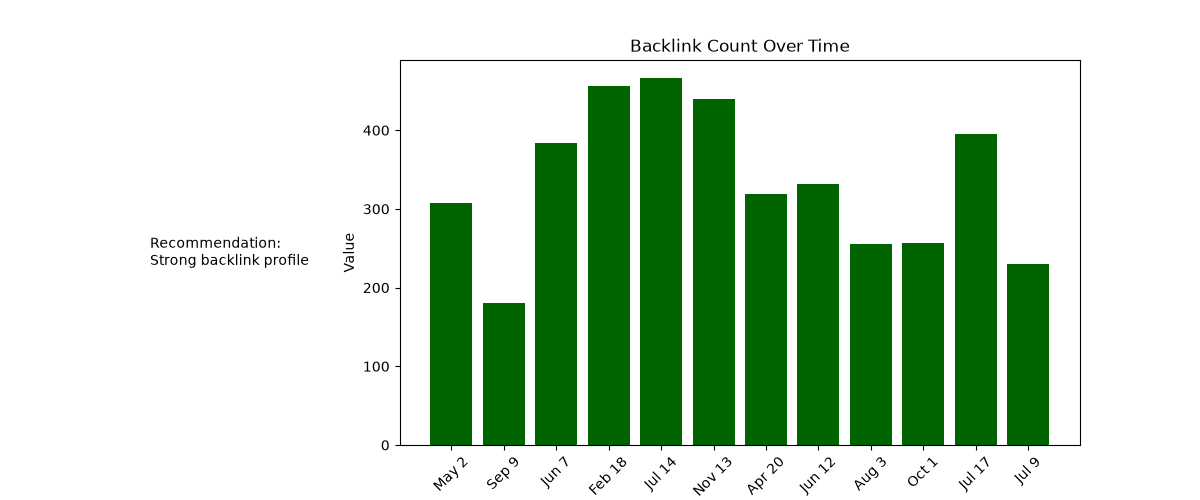 Backlink Count Over Time
Recommendation:
Strong backlink profile
Value
400
300
200
100
0
May 2
Sep 9
Jun 7
Feb 18
Jul 14
Nov 13
Apr 20
Jun 12
Aug 3
Oct 1
Jul 17
Jul 9